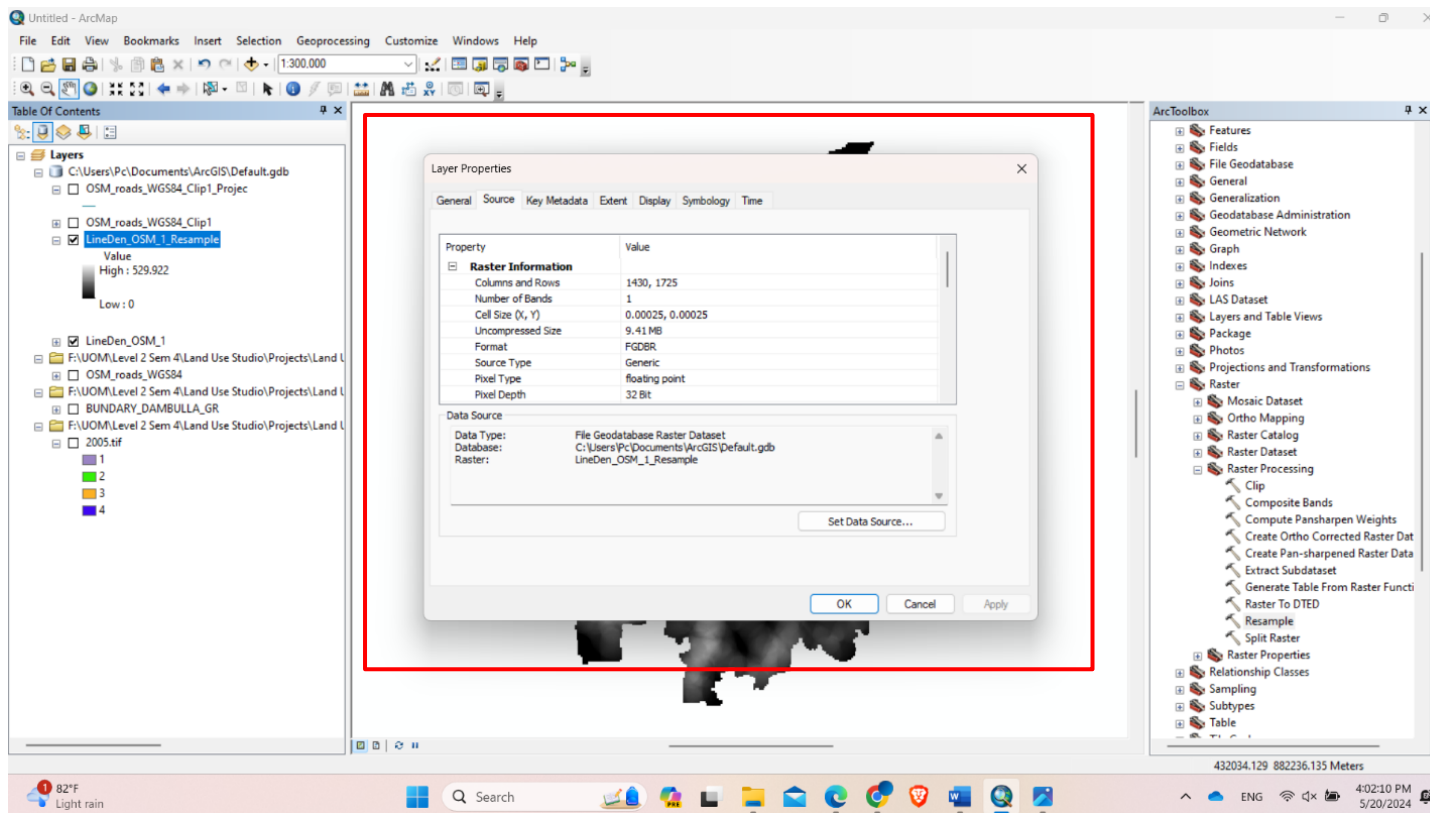 Untitled - ArcMap
File Edit View Bookmarks Insert Selection Geoprocessing Customize Windows Help
1:300.000
Table Of Contents
Layers
C:\Users\Pc\Documents\ArcGIS\Default.gdb
OSM_roads_WGS84_Clip1_Projec
OSM_roads_WGS84_Clip1
LineDen_OSM_1_Resample
Value
High : 529.922
Low : 0
LineDen_OSM_1
F:\UOM\Level 2 Sem 4\Land Use Studio\Projects\Land U
OSM_roads_WGS84
F:\UOM\Level 2 Sem 4\Land Use Studio\Projects\Land U
BUNDARY_DAMBULLA_GR
F:\UOM\Level 2 Sem 4\Land Use Studio\Projects\Land U
2005.tif
1
2
3
4
Layer Properties
General Source Key Metadata Extent Display Symbology Time
Property Value
Raster Information
Columns and Rows 1430, 1725
Number of Bands 1
Cell Size (X, Y) 0.00025, 0.00025
Uncompressed Size 9.41 MB
Format FGDBR
Source Type Generic
Pixel Type floating point
Pixel Depth 32 Bit
Data Source
Data Type: File Geodatabase Raster Dataset
Database: C:\Users\Pc\Documents\ArcGIS\Default.gdb
Raster: LineDen_OSM_1_Resample
Set Data Source...
OK Cancel Apply
ArcToolbox
Features
Fields
File Geodatabase
General
Generalization
Geodatabase Administration
Geometric Network
Graph
Indexes
Joins
LAS Dataset
Layers and Table Views
Package
Photos
Projections and Transformations
Raster
Mosaic Dataset
Ortho Mapping
Raster Catalog
Raster Dataset
Raster Processing
Clip
Composite Bands
Compute Pansharpen Weights
Create Ortho Corrected Raster Dat
Create Pan-sharpened Raster Data
Extract Subdataset
Generate Table From Raster Functi
Raster To DTED
Resample
Split Raster
Raster Properties
Relationship Classes
Sampling
Subtypes
Table
432034.129 882236.135 Meters
1
82°F
Light rain
Search
PRE
ENG
4:02:10 PM
5/20/2024